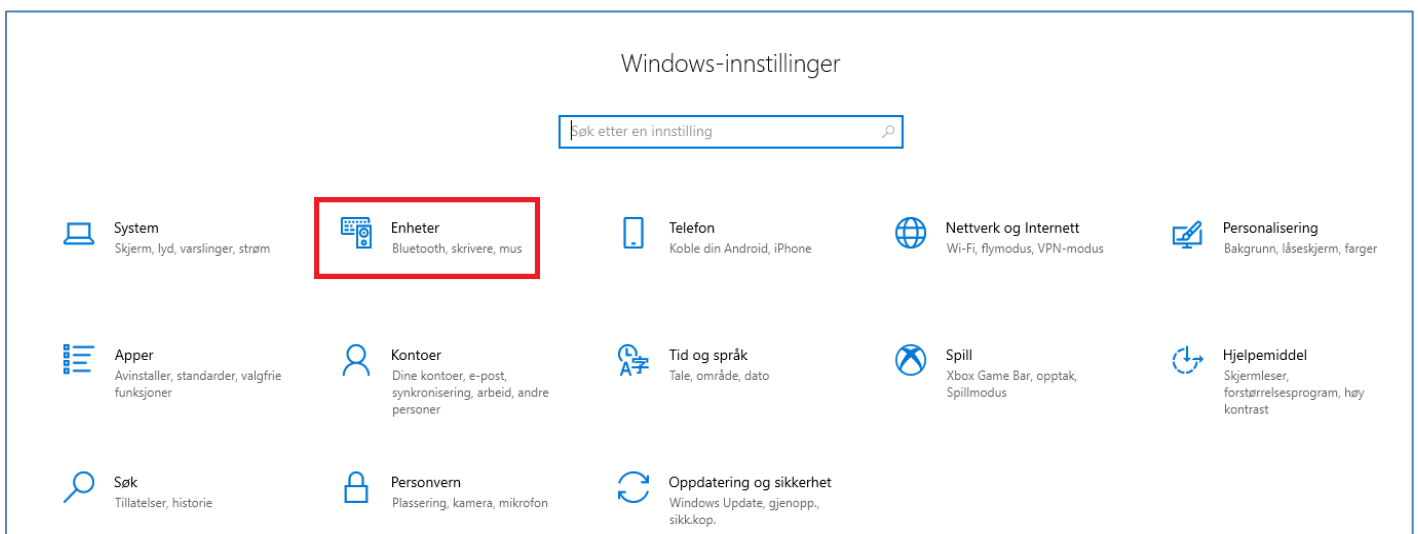 Windows-innstillinger
Søk etter en innstilling
System
Skjerm, lyd, varslinger, strøm
Enheter
Bluetooth, skrivere, mus
Telefon
Koble din Android, iPhone
Nettverk og Internett
Wi-Fi, flymodus, VPN-modus
Personalisering
Bakgrunn, låseskjerm, farger
Apper
Avinstaller, standarder, valgfrie
funksjoner
Kontoer
Dine kontoer, e-post,
synkronisering, arbeid, andre
personer
Tid og språk
Tale, område, dato
Spill
Xbox Game Bar, opptak,
Spillmodus
Hjelpemiddel
Skjermleser,
forstørrelsesprogram, høy
kontrast
Søk
Tillatelser, historie
Personvern
Plassering, kamera, mikrofon
Oppdatering og sikkerhet
Windows Update, gjenopp.,
sikk.kop.